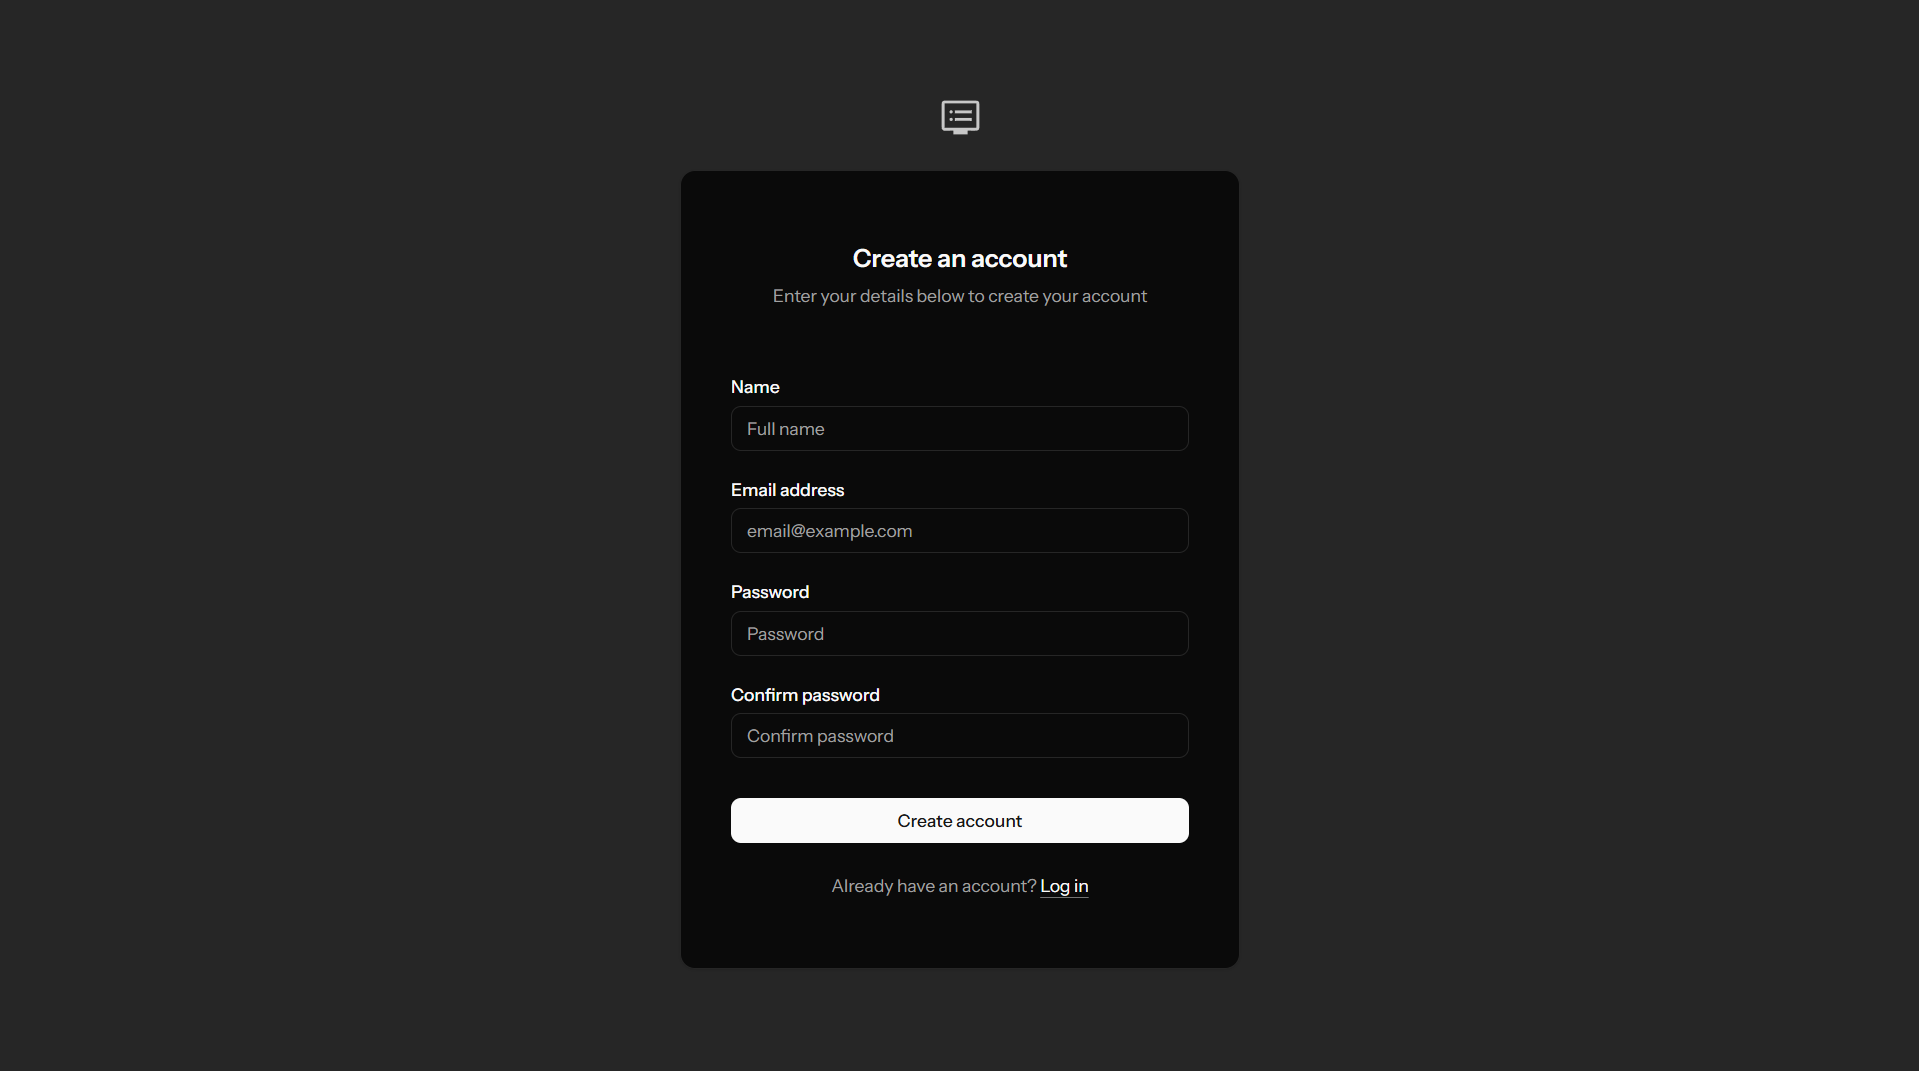 Create an account
Enter your details below to create your account
Name
Full name
Email address
email@example.com
Password
Password
Confirm password
Confirm password
Create account
Already have an account? Log in